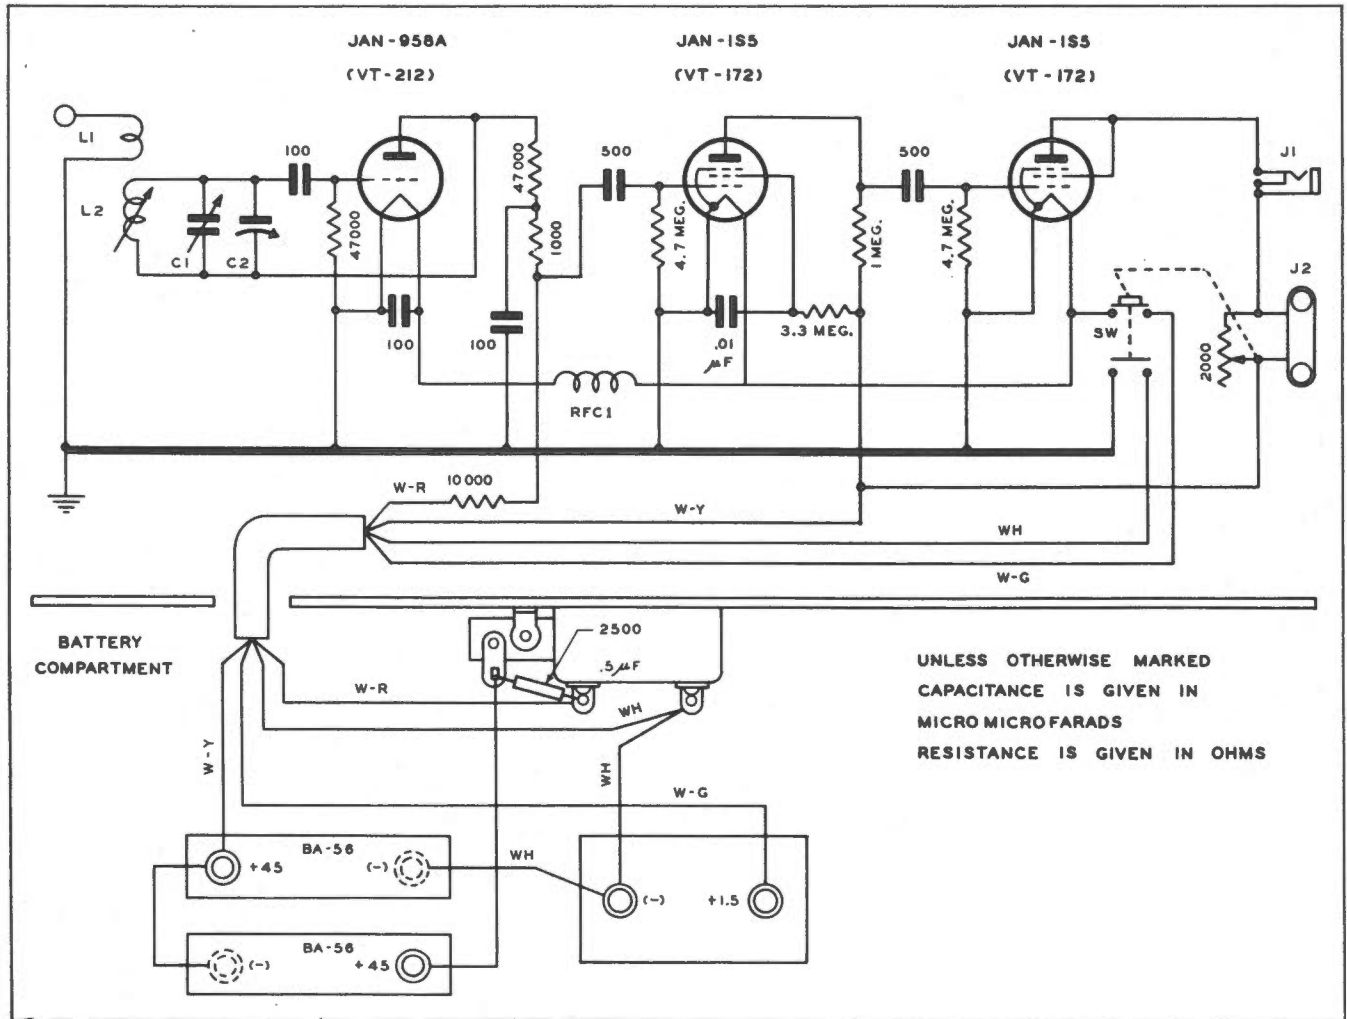 JAN-958A
(VT-212)
JAN-1S5
(VT-172)
JAN-1S5
(VT-172)
L1
L2
C1
C2
100
47000
100
47000
1000
100
500
4.7 MEG.
.01
μF
3.3 MEG.
1 MEG.
500
4.7 MEG.
J1
J2
SW
2000
RFC1
W-R
10000
W-Y
WH
W-G
BATTERY
COMPARTMENT
2500
.5μF
W-R
WH
W-Y
WH
W-G
UNLESS OTHERWISE MARKED
CAPACITANCE IS GIVEN IN
MICRO MICRO FARADS
RESISTANCE IS GIVEN IN OHMS
BA-56
+45
(-)
WH
(-)
+1.5
BA-56
(-)
+45